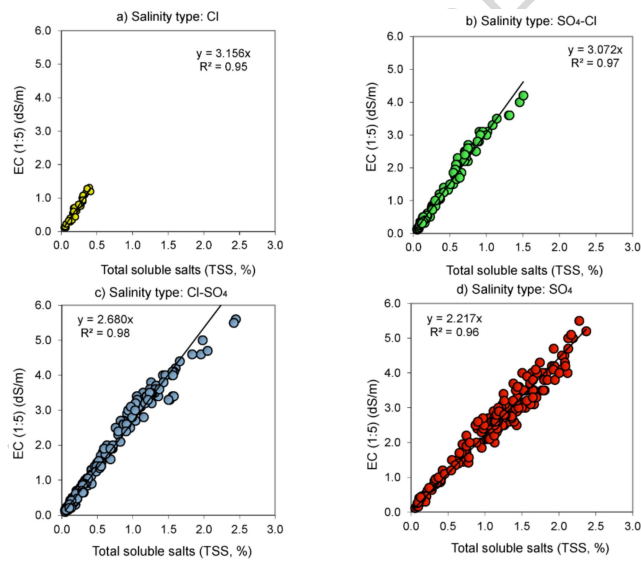 a) Salinity type: Cl
y = 3.156x
R² = 0.95
EC (1:5) (dS/m)
6.0
5.0
4.0
3.0
2.0
1.0
0.0
0.0 0.5 1.0 1.5 2.0 2.5 3.0
Total soluble salts (TSS, %)
b) Salinity type: SO₄-Cl
y = 3.072x
R² = 0.97
EC (1:5) (dS/m)
6.0
5.0
4.0
3.0
2.0
1.0
0.0
0.0 0.5 1.0 1.5 2.0 2.5 3.0
Total soluble salts (TSS, %)
c) Salinity type: Cl-SO₄
y = 2.680x
R² = 0.98
EC (1:5) (dS/m)
6.0
5.0
4.0
3.0
2.0
1.0
0.0
0.0 0.5 1.0 1.5 2.0 2.5 3.0
Total soluble salts (TSS, %)
d) Salinity type: SO₄
y = 2.217x
R² = 0.96
EC (1:5) (dS/m)
6.0
5.0
4.0
3.0
2.0
1.0
0.0
0.0 0.5 1.0 1.5 2.0 2.5 3.0
Total soluble salts (TSS, %)